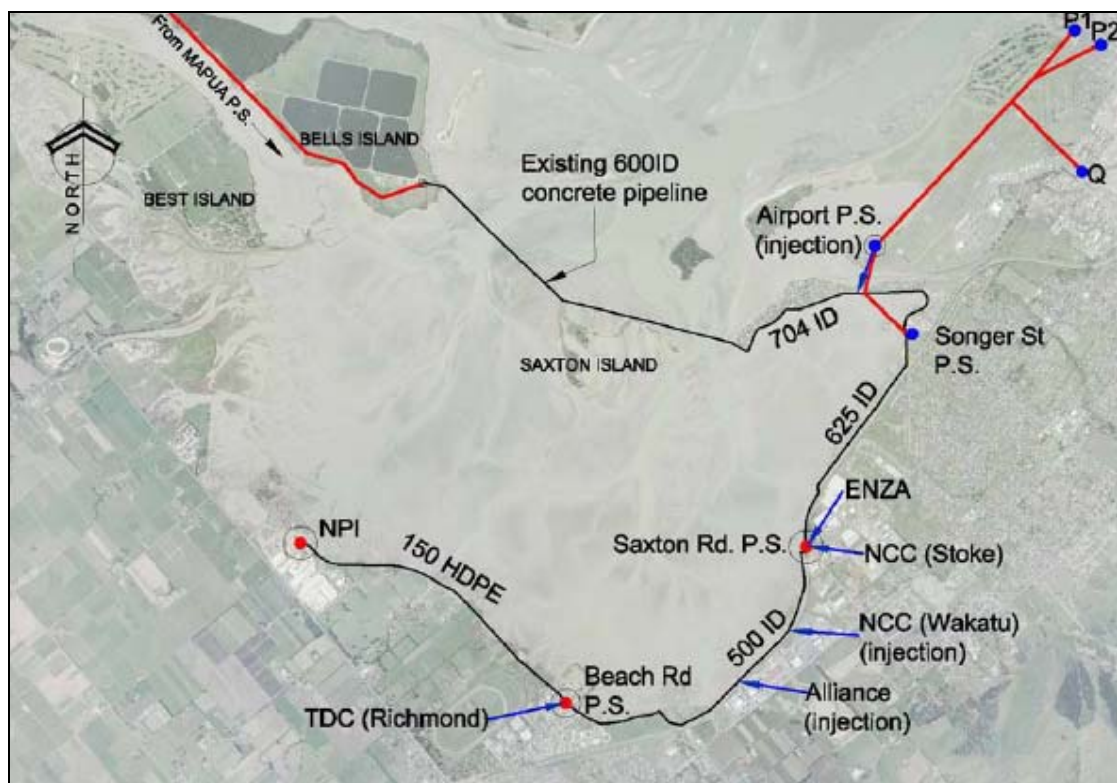 P1
P2
From MAPUA P.S.
BELLS ISLAND
NORTH
BEST ISLAND
Existing 600ID
concrete pipeline
Q
Airport P.S.
(injection)
704 ID
Songer St
P.S.
SAXTON ISLAND
625 ID
ENZA
NPI
150 HDPE
Saxton Rd. P.S.
NCC (Stoke)
500 ID
NCC (Wakatu)
(injection)
Beach Rd
P.S.
Alliance
(injection)
TDC (Richmond)